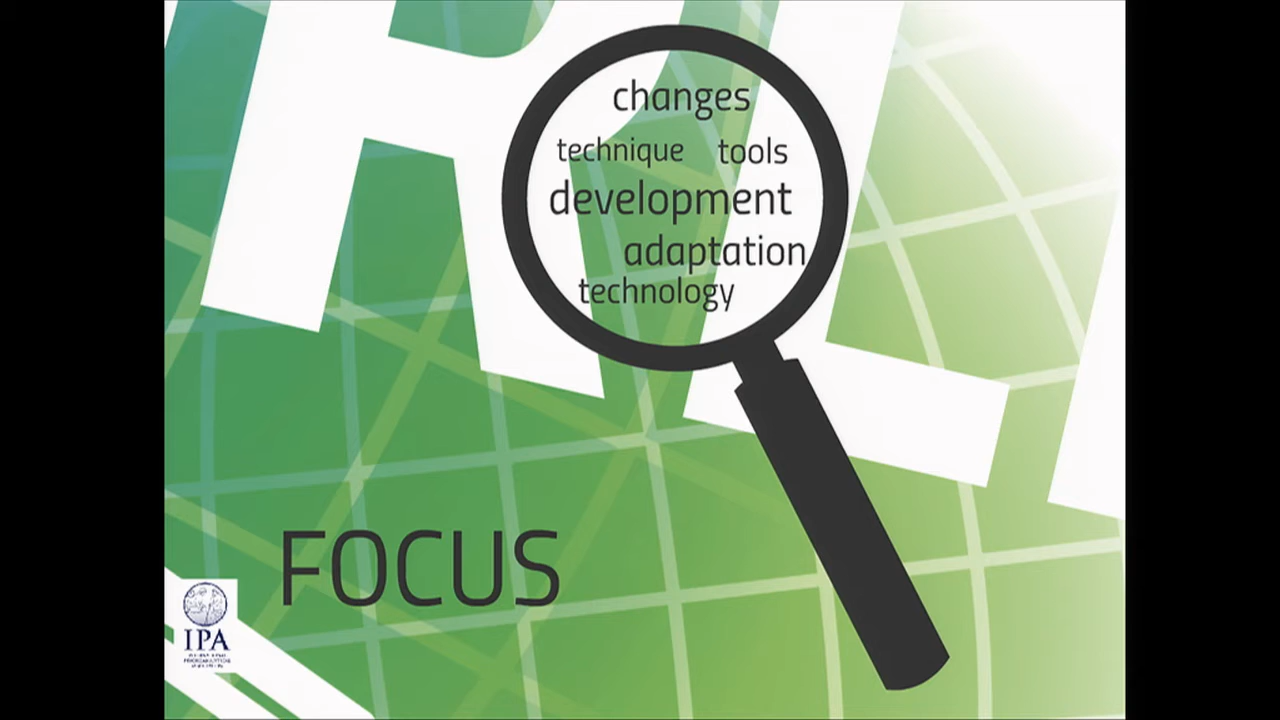 changes
technique tools
development
adaptation
technology
FOCUS
IPA